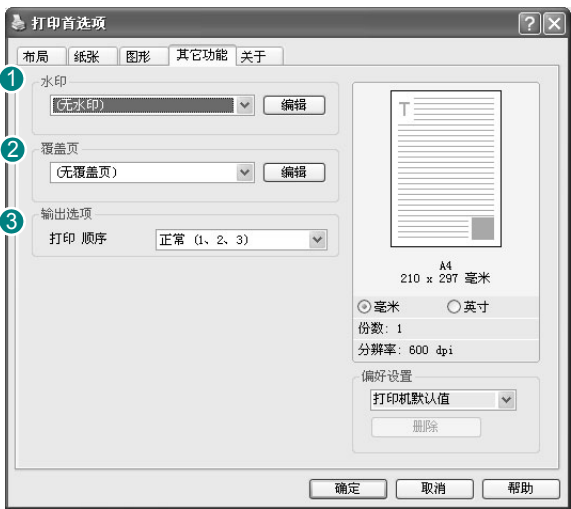 打印首选项
布局 纸张 图形 其它功能 关于
1 水印
(无水印) 编辑
2 覆盖页
(无覆盖页) 编辑
3 输出选项
打印 顺序 正常 (1、2、3)
T
A4
210 x 297 毫米
毫米 英寸
份数: 1
分辨率: 600 dpi
偏好设置
打印机默认值
删除
确定 取消 帮助